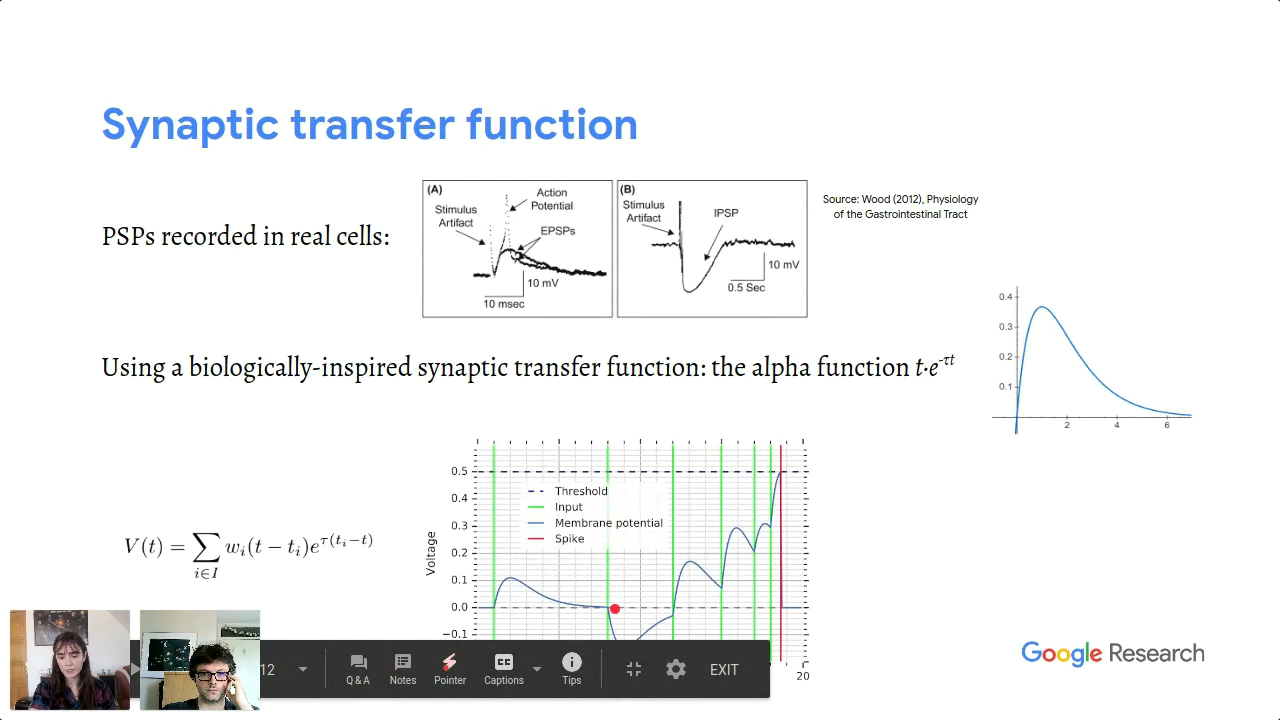 Synaptic transfer function
PSPs recorded in real cells:
(A)
Action
Potential
Stimulus
Artifact
EPSPs
10 mV
10 msec
(B)
Stimulus
Artifact
IPSP
10 mV
0.5 Sec
Source: Wood (2012), Physiology
of the Gastrointestinal Tract
Using a biologically-inspired synaptic transfer function: the alpha function t·e^-τt
0.4
0.3
0.2
0.1
2 4 6
V(t) = ∑_{i∈I} w_i(t − t_i)e^{τ(t_i−t)}
Voltage
0.5
0.4
0.3
0.2
0.1
0.0
−0.1
Threshold
Input
Membrane potential
Spike
20
12
Q & A
Notes
Pointer
CC
Captions
Tips
EXIT
Google Research